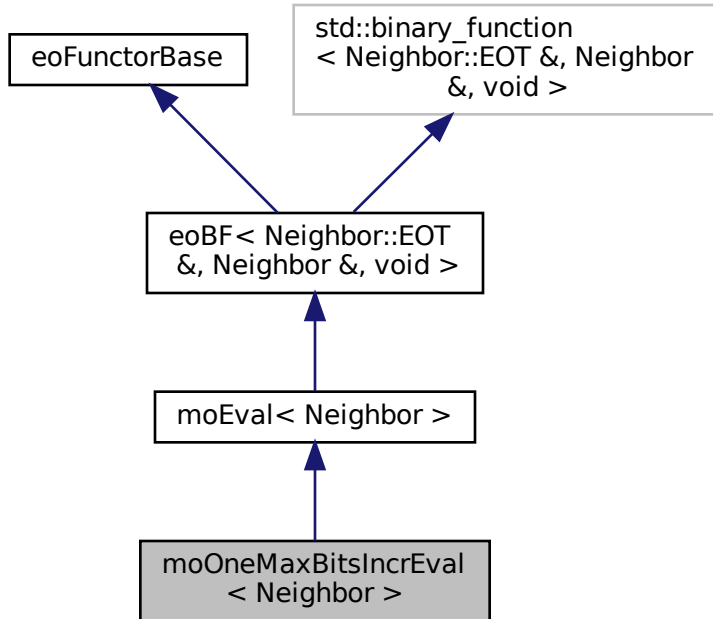 std::binary_function
< Neighbor::EOT &, Neighbor
&, void >
eoFunctorBase
eoBF< Neighbor::EOT
&, Neighbor &, void >
moEval< Neighbor >
moOneMaxBitsIncrEval
< Neighbor >